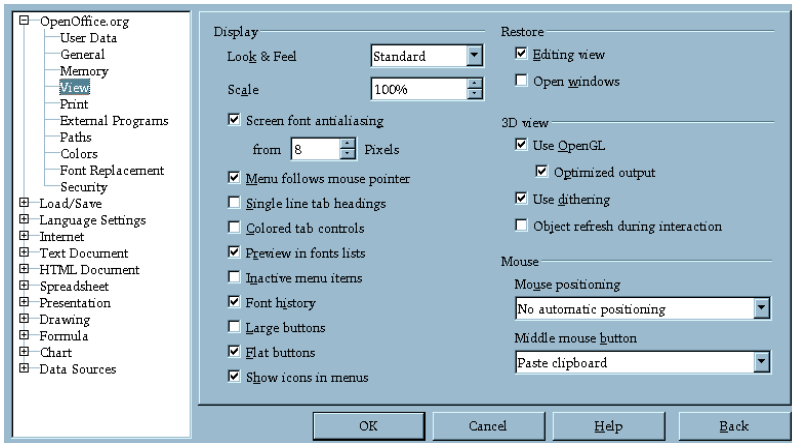 OpenOffice.org
User Data
General
Memory
View
Print
External Programs
Paths
Colors
Font Replacement
Security
Load/Save
Language Settings
Internet
Text Document
HTML Document
Spreadsheet
Presentation
Drawing
Formula
Chart
Data Sources
Display
Look & Feel Standard
Scale 100%
Screen font antialiasing
from 8 Pixels
Menu follows mouse pointer
Single line tab headings
Colored tab controls
Preview in fonts lists
Inactive menu items
Font history
Large buttons
Flat buttons
Show icons in menus
Restore
Editing view
Open windows
3D view
Use OpenGL
Optimized output
Use dithering
Object refresh during interaction
Mouse
Mouse positioning
No automatic positioning
Middle mouse button
Paste clipboard
OK Cancel Help Back